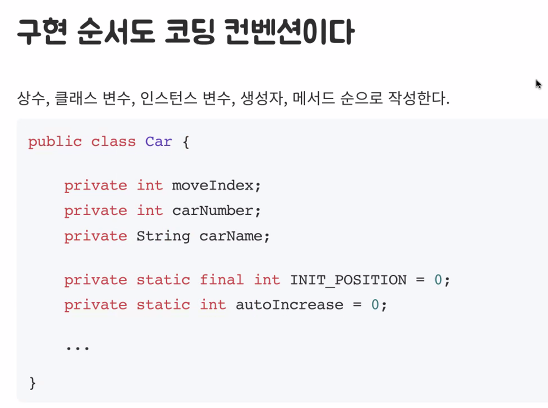 구현 순서도 코딩 컨벤션이다
상수, 클래스 변수, 인스턴스 변수, 생성자, 메서드 순으로 작성한다.
public class Car {
private int moveIndex;
private int carNumber;
private String carName;
private static final int INIT_POSITION = 0;
private static int autoIncrease = 0;
...
}